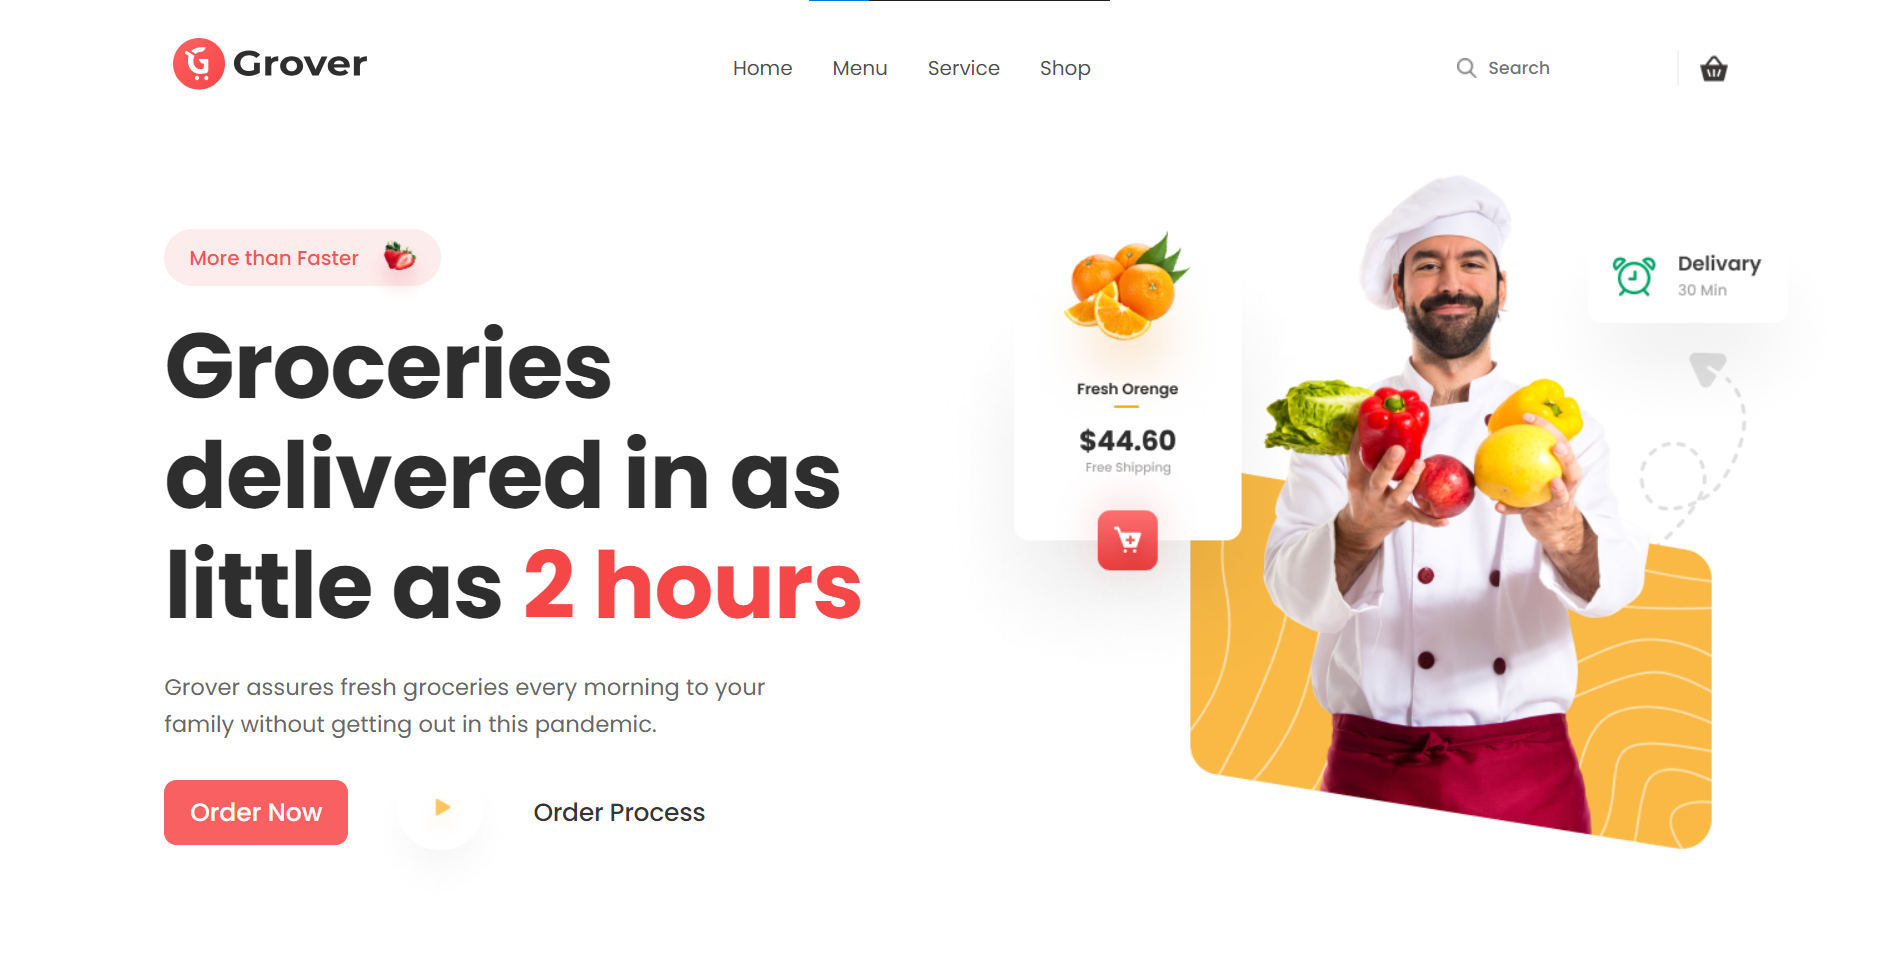 Grover
Home Menu Service Shop
Search
More than Faster
Groceries
delivered in as
little as 2 hours
Grover assures fresh groceries every morning to your
family without getting out in this pandemic.
Order Now
Order Process
Fresh Orenge
$44.60
Free Shipping
Delivary
30 Min